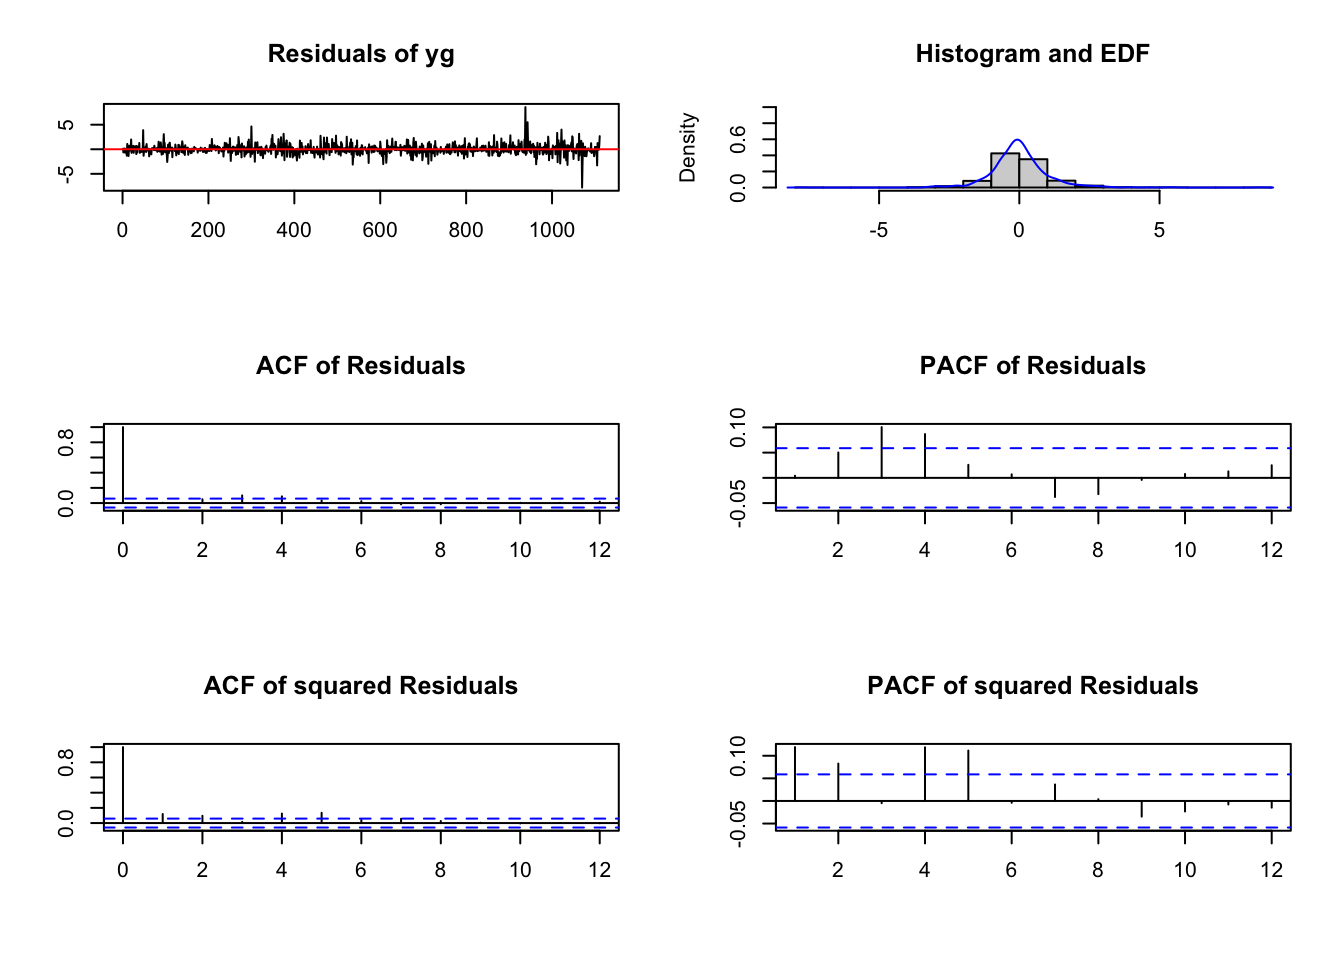 Residuals of yg
5
-5
0 200 400 600 800 1000
Histogram and EDF
Density
0.6
0.0
-5 0 5
ACF of Residuals
0.8
0.0
0 2 4 6 8 10 12
PACF of Residuals
0.10
-0.05
2 4 6 8 10 12
ACF of squared Residuals
0.8
0.0
0 2 4 6 8 10 12
PACF of squared Residuals
0.10
-0.05
2 4 6 8 10 12